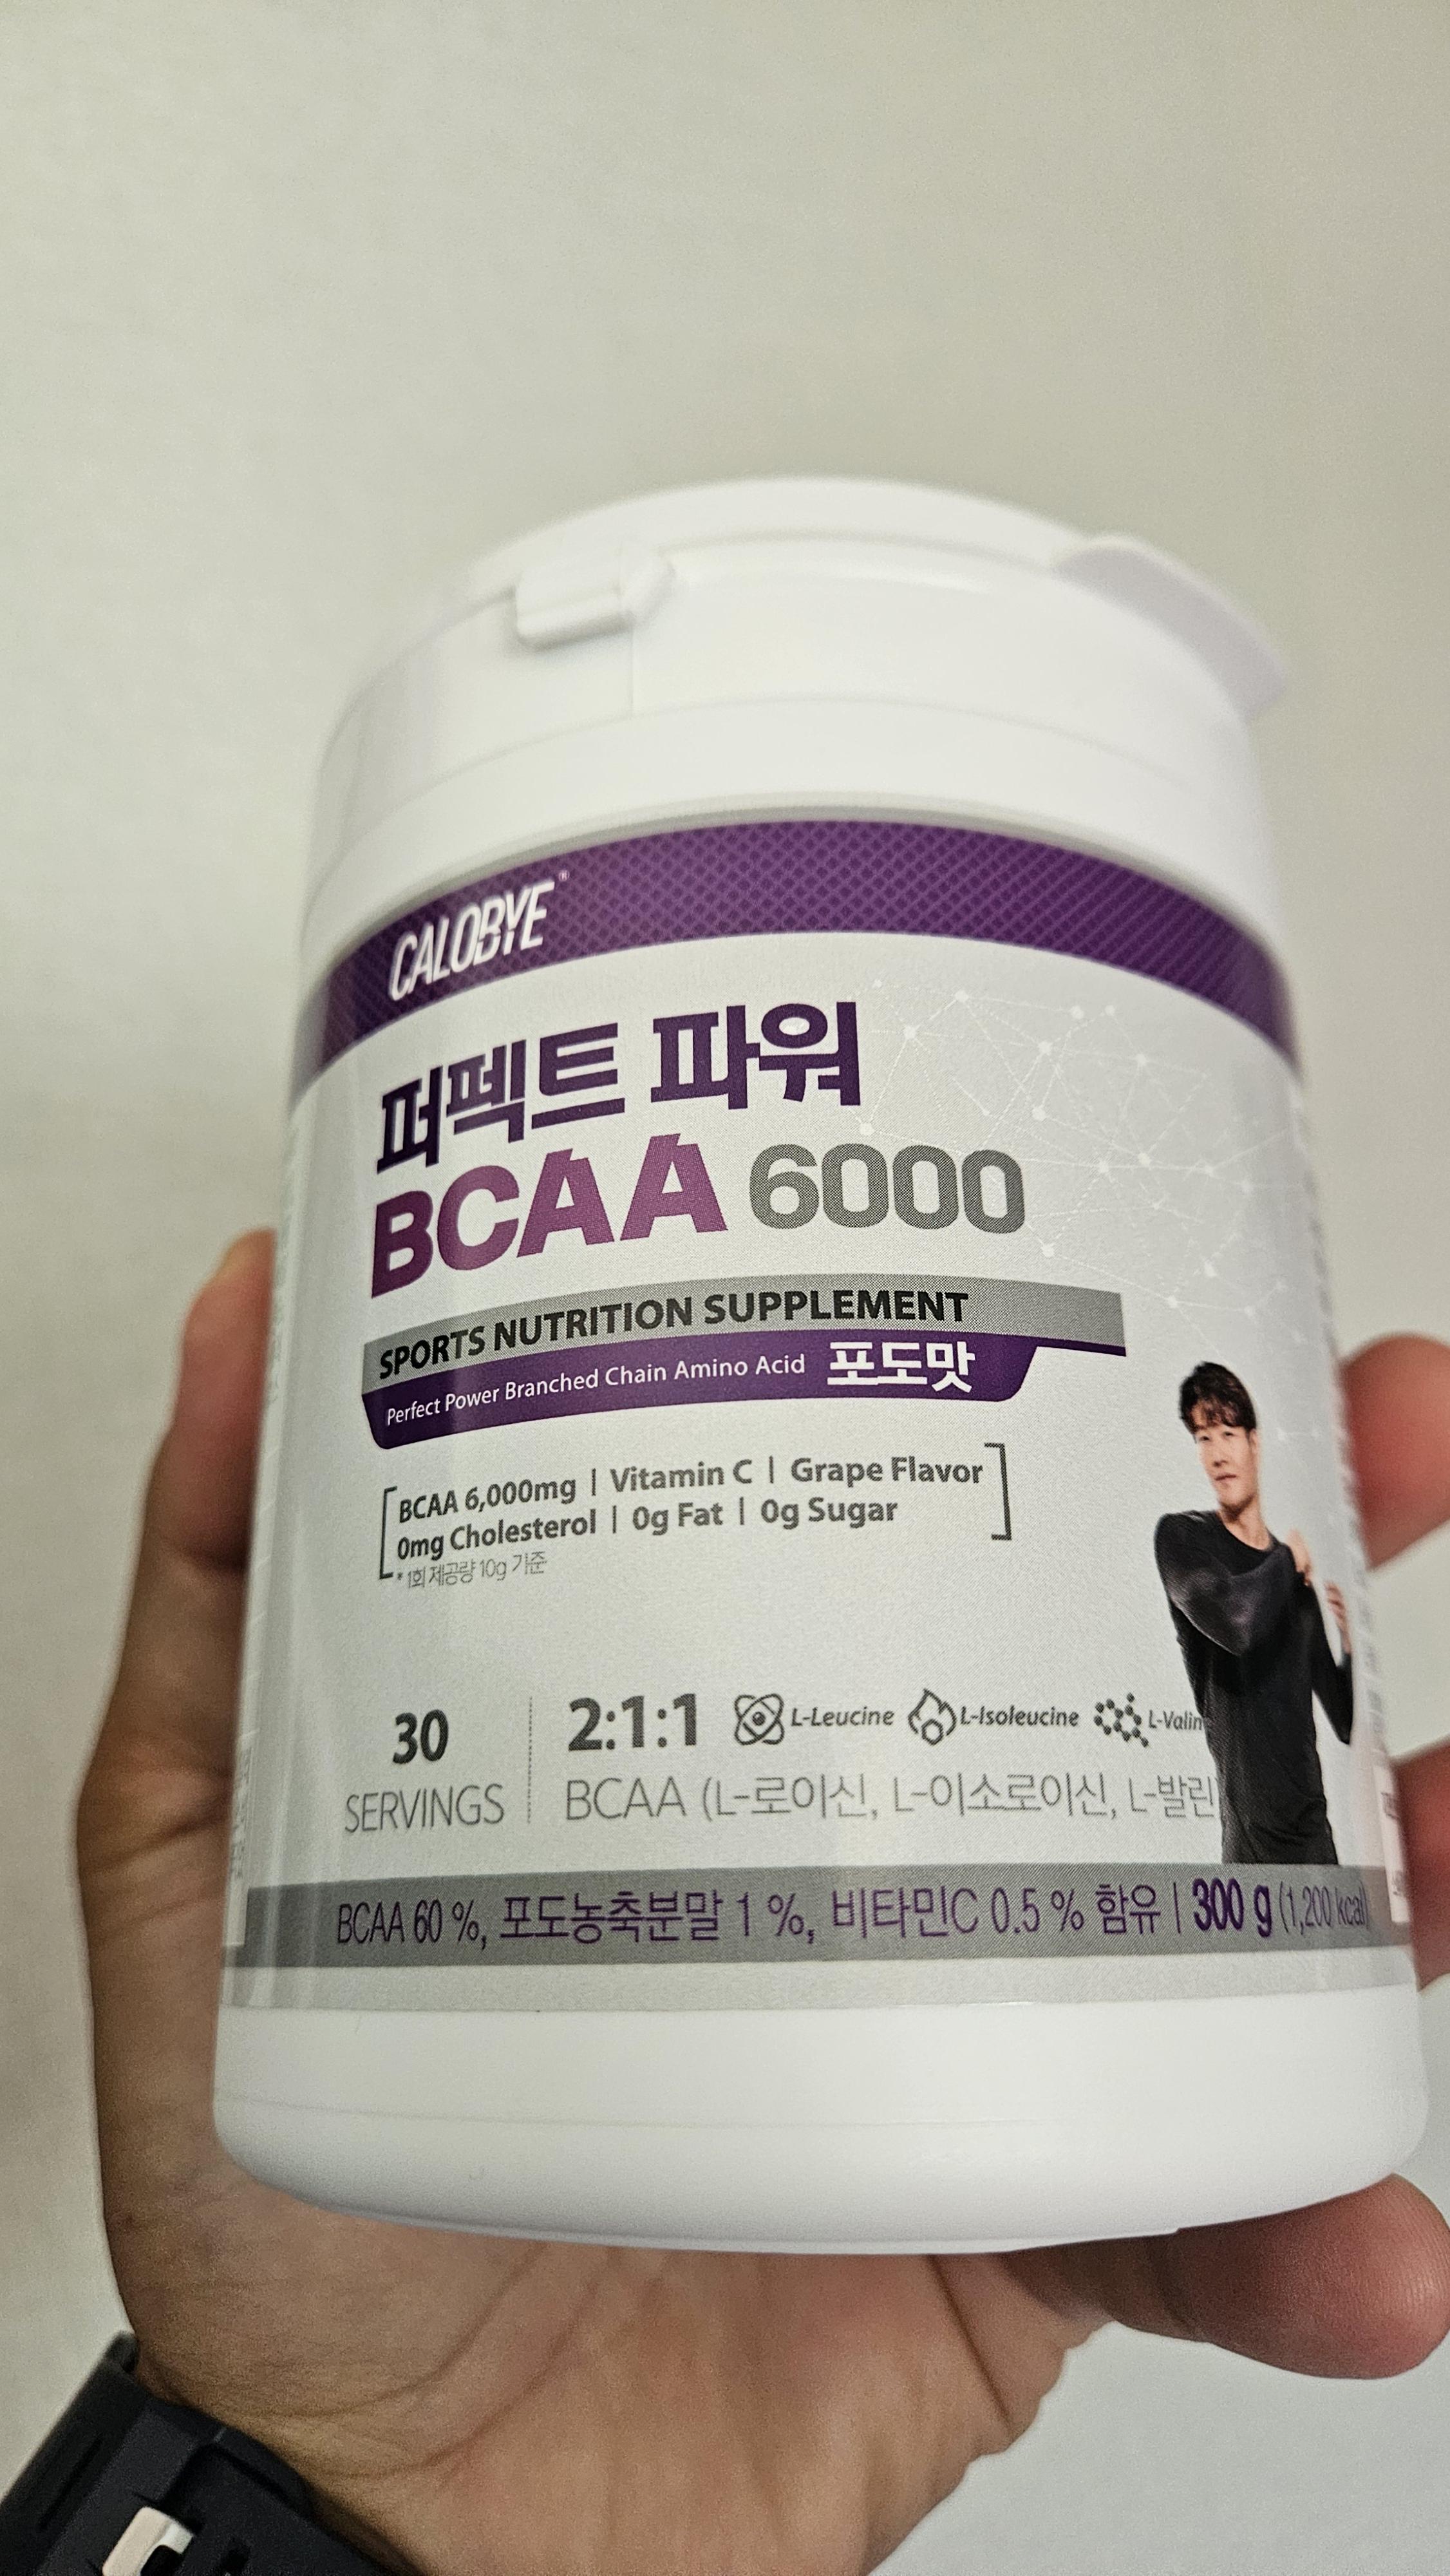 CALOBYE®
퍼펙트 파워
BCAA 6000
SPORTS NUTRITION SUPPLEMENT
Perfect Power Branched Chain Amino Acid 포도맛
BCAA 6,000mg | Vitamin C | Grape Flavor
0mg Cholesterol | 0g Fat | 0g Sugar
* 1회 제공량 10g 기준
30
SERVINGS
2:1:1 L-Leucine L-Isoleucine L-Valin
BCAA (L-로이신, L-이소로이신, L-발린
BCAA 60 %, 포도농축분말 1 %, 비타민C 0.5 % 함유 | 300 g (1,200 kcal)